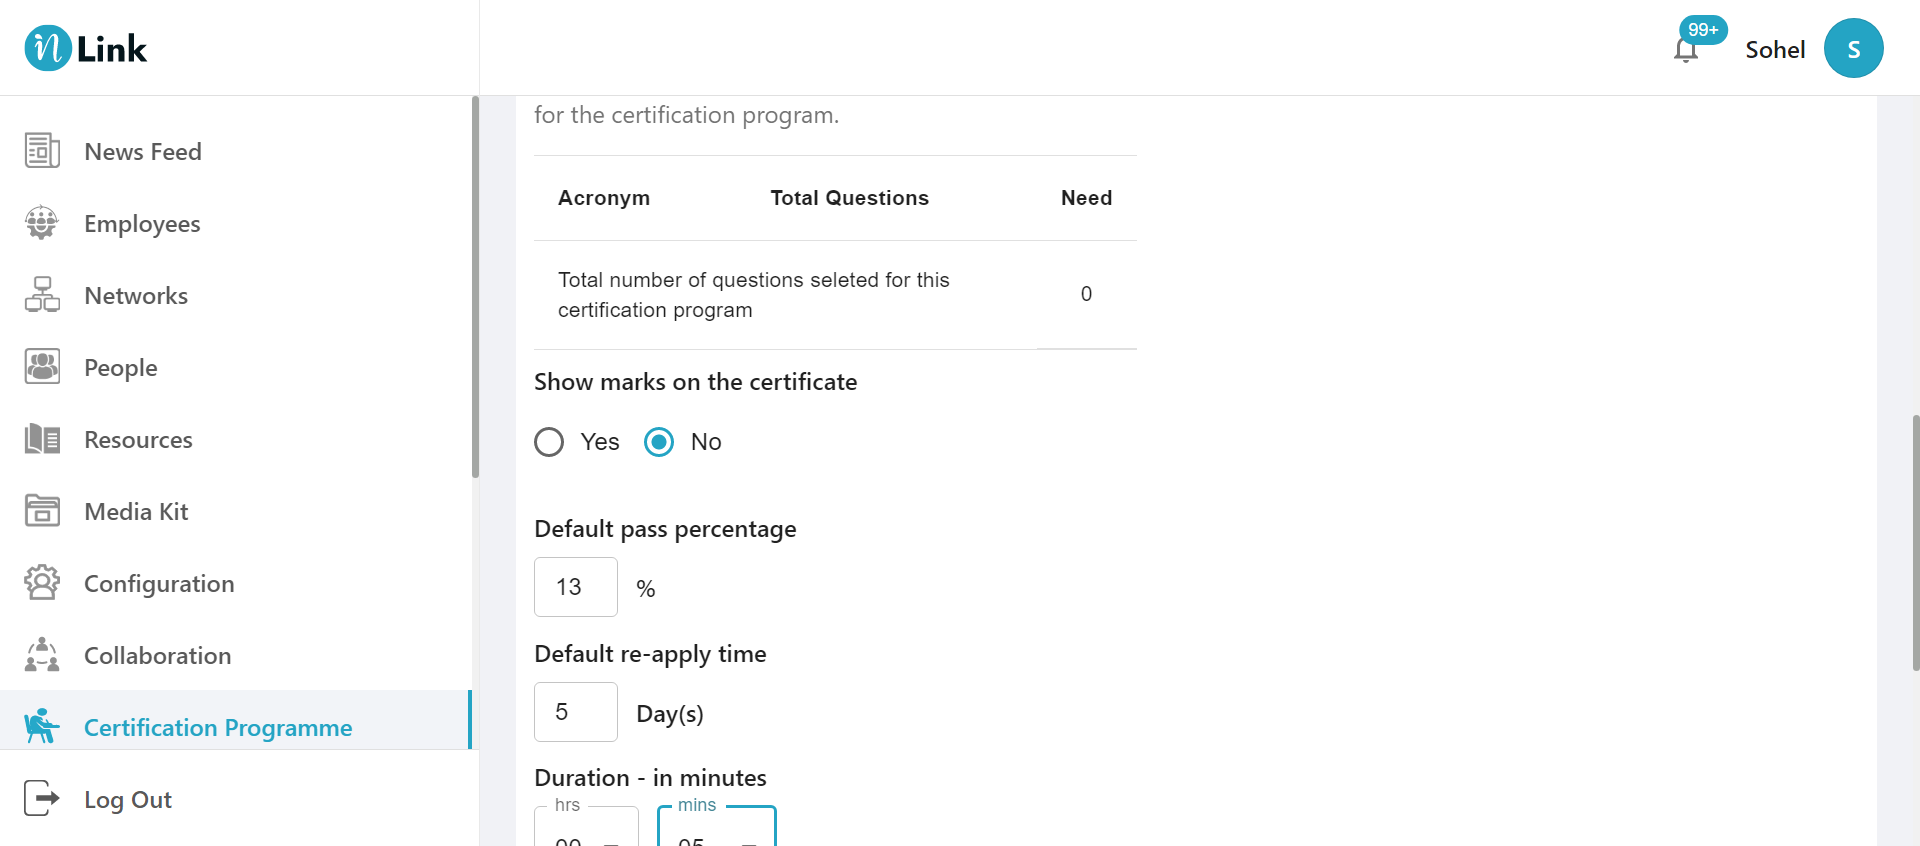 n Link
99+
Sohel
S
News Feed
Employees
Networks
People
Resources
Media Kit
Configuration
Collaboration
Certification Programme
Log Out
for the certification program.
Acronym Total Questions Need
Total number of questions seleted for this
certification program
0
Show marks on the certificate
Yes No
Default pass percentage
13 %
Default re-apply time
5 Day(s)
Duration - in minutes
hrs mins
00 05